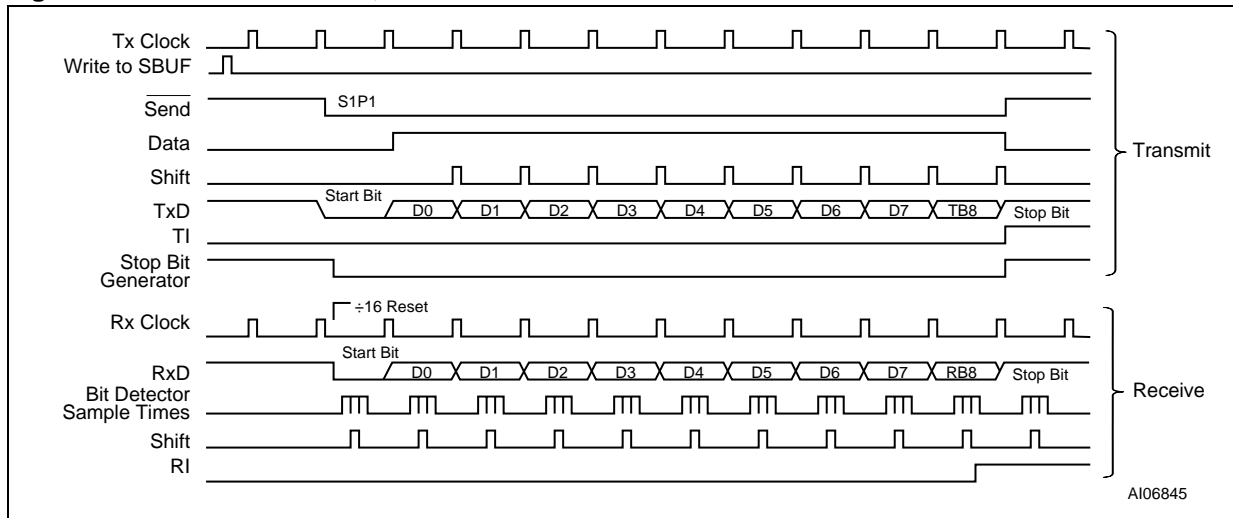 Tx Clock
Write to SBUF
Send
S1P1
Data
Shift
TxD
Start Bit
D0 D1 D2 D3 D4 D5 D6 D7 TB8
Stop Bit
TI
Stop Bit
Generator
Transmit
÷16 Reset
Rx Clock
RxD
Start Bit
D0 D1 D2 D3 D4 D5 D6 D7 RB8
Stop Bit
Bit Detector
Sample Times
Shift
RI
Receive
AI06845